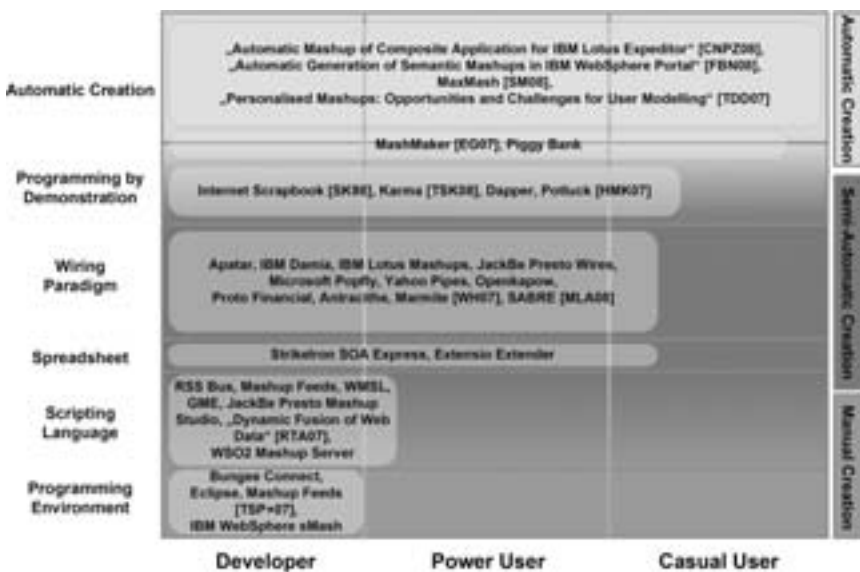 Automatic Creation
„Automatic Mashup of Composite Application for IBM Lotus Expeditor“ [CNPZ08],
„Automatic Generation of Semantic Mashups in IBM WebSphere Portal“ [FBN08],
MaxMash [SM08],
„Personalised Mashups: Opportunities and Challenges for User Modelling“ [TDD07]
MashMaker [EG07], Piggy Bank
Programming by
Demonstration
Internet Scrapbook [SK98], Karma [TSK08], Dapper, Potluck [HMK07]
Wiring
Paradigm
Apatar, IBM Damia, IBM Lotus Mashups, JackBe Presto Wires,
Microsoft Popfly, Yahoo Pipes, Openkapow,
Proto Financial, Anthracite, Marmite [WH07], SABRE [MLA08]
Spreadsheet
StrikeIron SOA Express, Extensio Extender
Scripting
Language
RSS Bus, Mashup Feeds, WMSL,
GME, JackBe Presto Mashup
Studio, „Dynamic Fusion of Web
Data“ [RTA07],
WSO2 Mashup Server
Programming
Environment
Bungee Connect,
Eclipse, Mashup Feeds
[TSP+07],
IBM WebSphere sMash
Developer
Power User
Casual User
Automatic Creation
Semi-Automatic Creation
Manual Creation